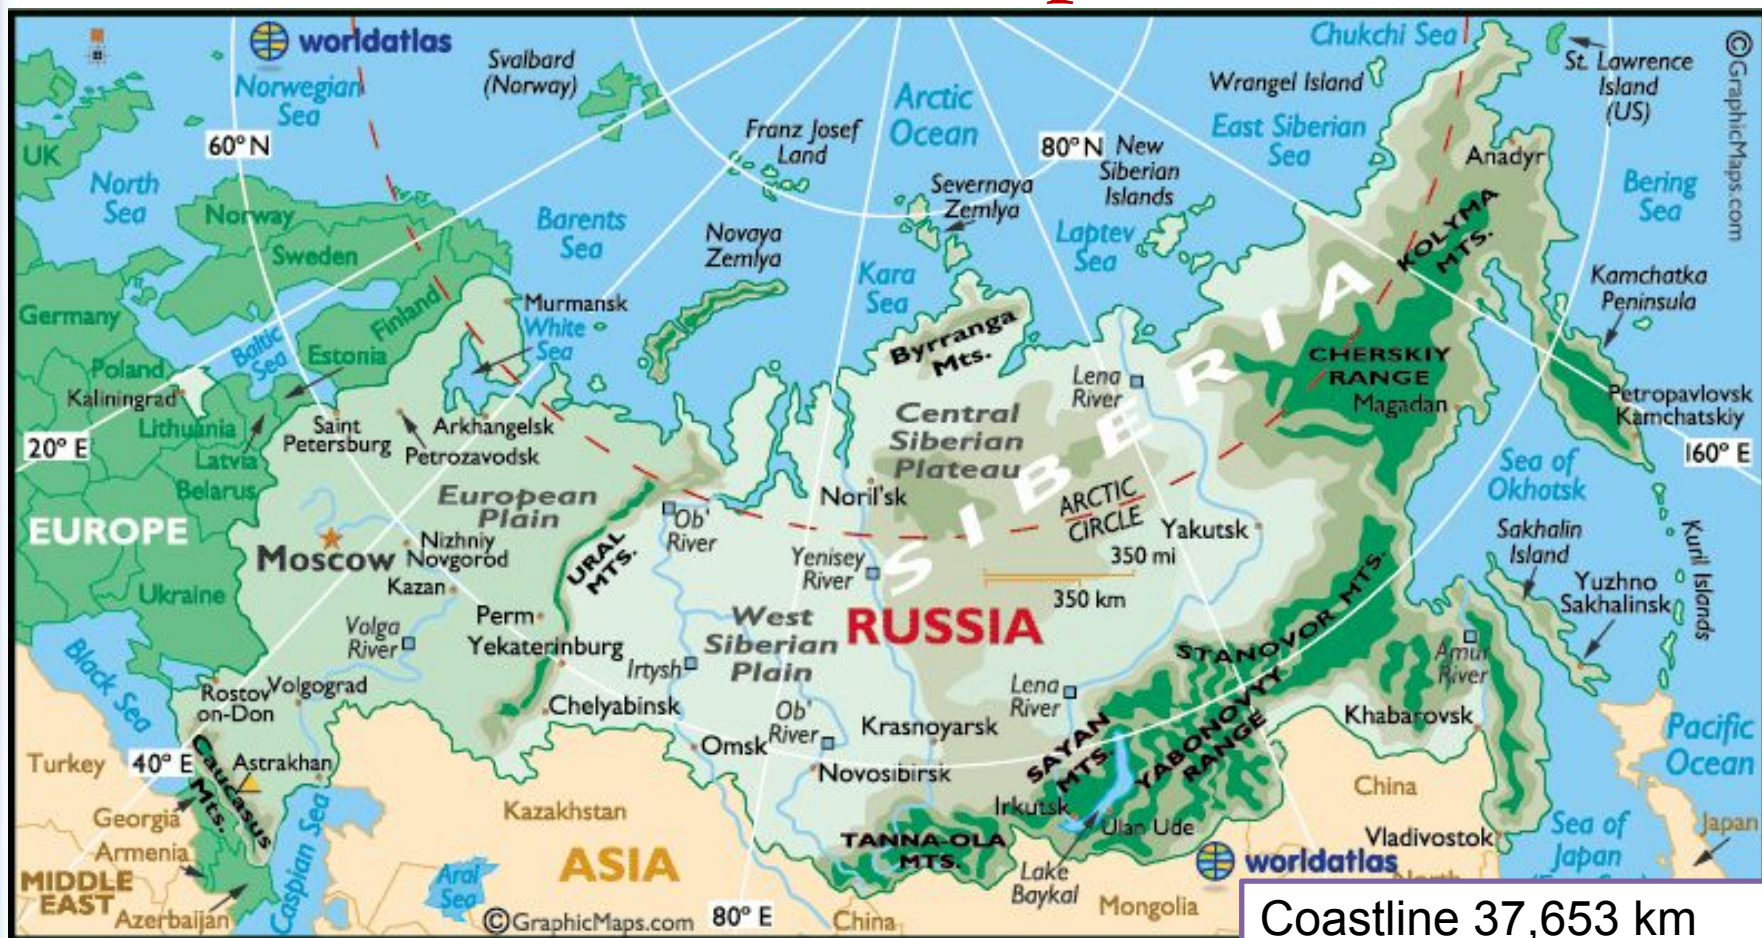 worldatlas
Norwegian
Sea
Svalbard
(Norway)
Arctic
Ocean
Chukchi Sea
Wrangel Island
St. Lawrence
Island
(US)
©GraphicMaps.com
60° N
UK
North
Sea
Franz Josef
Land
80° N
New
Siberian
Islands
East Siberian
Sea
Anadyr
Bering
Sea
Norway
Sweden
Barents
Sea
Novaya
Zemlya
Severnaya
Zemlya
Kara
Sea
Laptev
Sea
KOLYMA
MTS.
Kamchatka
Peninsula
Germany
Finland
Murmansk
White
Sea
Baltic
Sea
Estonia
Poland
Kaliningrad
Lithuania
Latvia
Belarus
20° E
Saint
Petersburg
Arkhangelsk
Petrozavodsk
Byrranga
Mts.
Lena
River
Central
Siberian
Plateau
SIBERIA
CHERSKIY
RANGE
Magadan
Petropavlovsk
Kamchatskiy
160° E
Sea of
Okhotsk
EUROPE
European
Plain
Moscow
Nizhniy
Novgorod
Kazan
Ukraine
URAL
MTS.
Ob'
River
Noril'sk
Yenisey
River
ARCTIC
CIRCLE
350 mi
350 km
Yakutsk
Sakhalin
Island
Yuzhno
Sakhalinsk
Kuril Islands
Perm
Yekaterinburg
Volga
River
Irtysh
West
Siberian
Plain
RUSSIA
STANOVOR MTS.
Amur
River
Black Sea
Rostov
on-Don
Volgograd
Chelyabinsk
Omsk
Ob'
River
Novosibirsk
Krasnoyarsk
Lena
River
SAYAN
MTS.
YABONOVYY
RANGE
Khabarovsk
Pacific
Ocean
Turkey
40° E
Astrakhan
Caucasus
Mts.
Georgia
Armenia
MIDDLE
EAST
Azerbaijan
Caspian Sea
Kazakhstan
ASIA
Aral
Sea
©GraphicMaps.com
80° E
China
TANNA-OLA
MTS.
Irkutsk
Ulan Ude
Lake
Baykal
Mongolia
China
Vladivostok
worldatlas
North
Sea of
Japan
Japan
Coastline 37,653 km